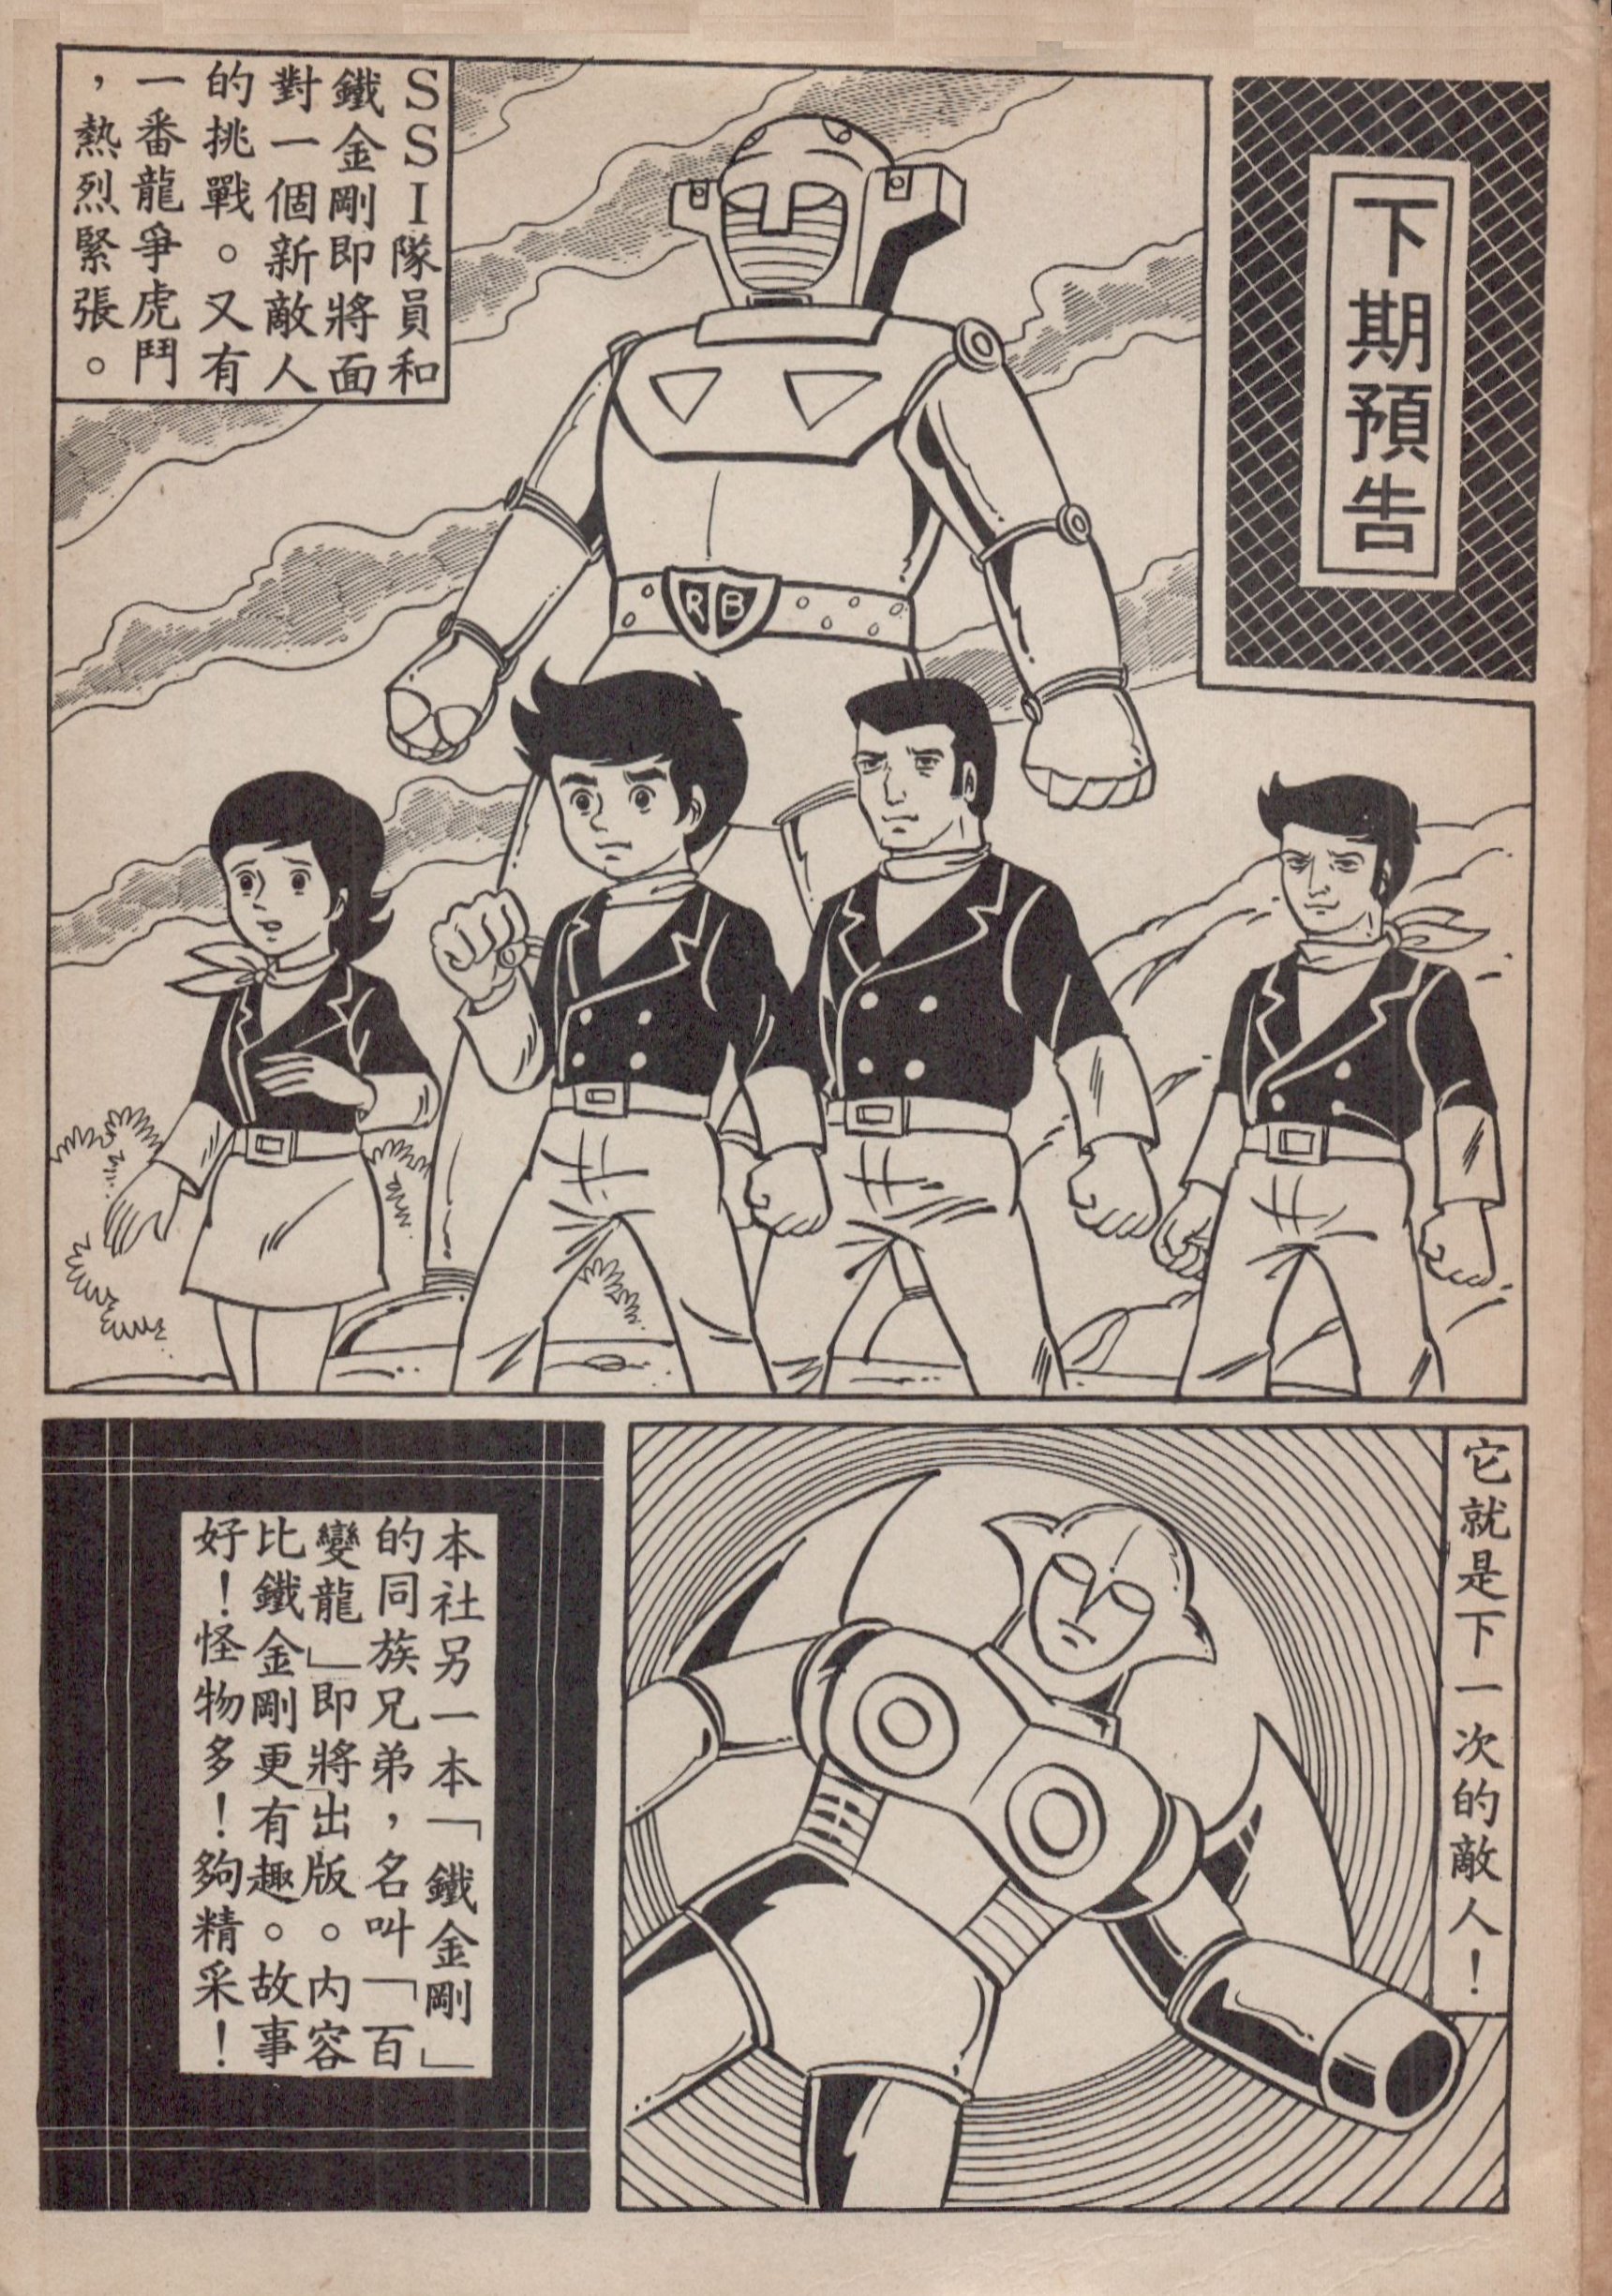 下期預告
SSI隊員和
鐵金剛即將面
對一個新敵人
的挑戰。又有
一番龍爭虎鬥
，熱烈緊張。
RB
它就是下一次的敵人！
本社另一本「鐵金剛」
的同族兄弟，名叫「百
變龍」即將出版。內容
比鐵金剛更有趣。故事
好！怪物多！夠精采！